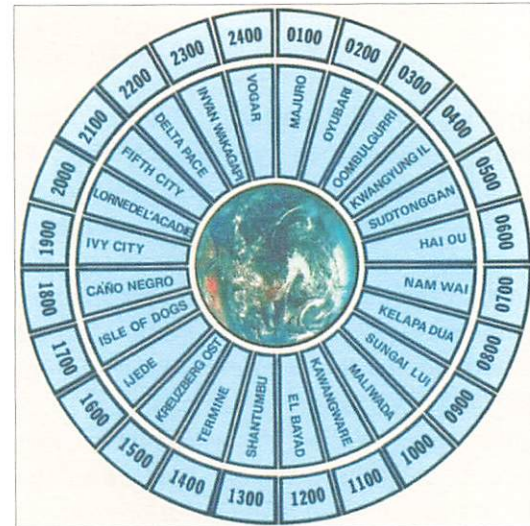 0100
MAJURO
0200
OYUBARI
0300
OOMBULGURRI
0400
KWANGYUNG IL
0500
SUDTONGGAN
0600
HAI OU
0700
NAM WAI
0800
KELAPA DUA
0900
SUNGAI LUI
1000
MALIWADA
1100
KAWANGWARE
1200
EL BAYAD
1300
SHANTUMBU
1400
TERMINE
1500
KREUZBERG OST
1600
IJEDE
1700
ISLE OF DOGS
1800
CAÑO NEGRO
1900
IVY CITY
2000
LORNEDEL'ACADIE
2100
FIFTH CITY
2200
DELTA PACE
2300
INYAN WAKAGAPI
2400
VOGAR